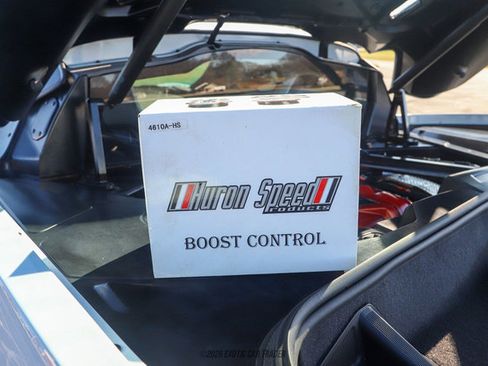 4610A-HS
Huron Speed
Products
BOOST CONTROL
©2025 EXOTIC CAR TRADER